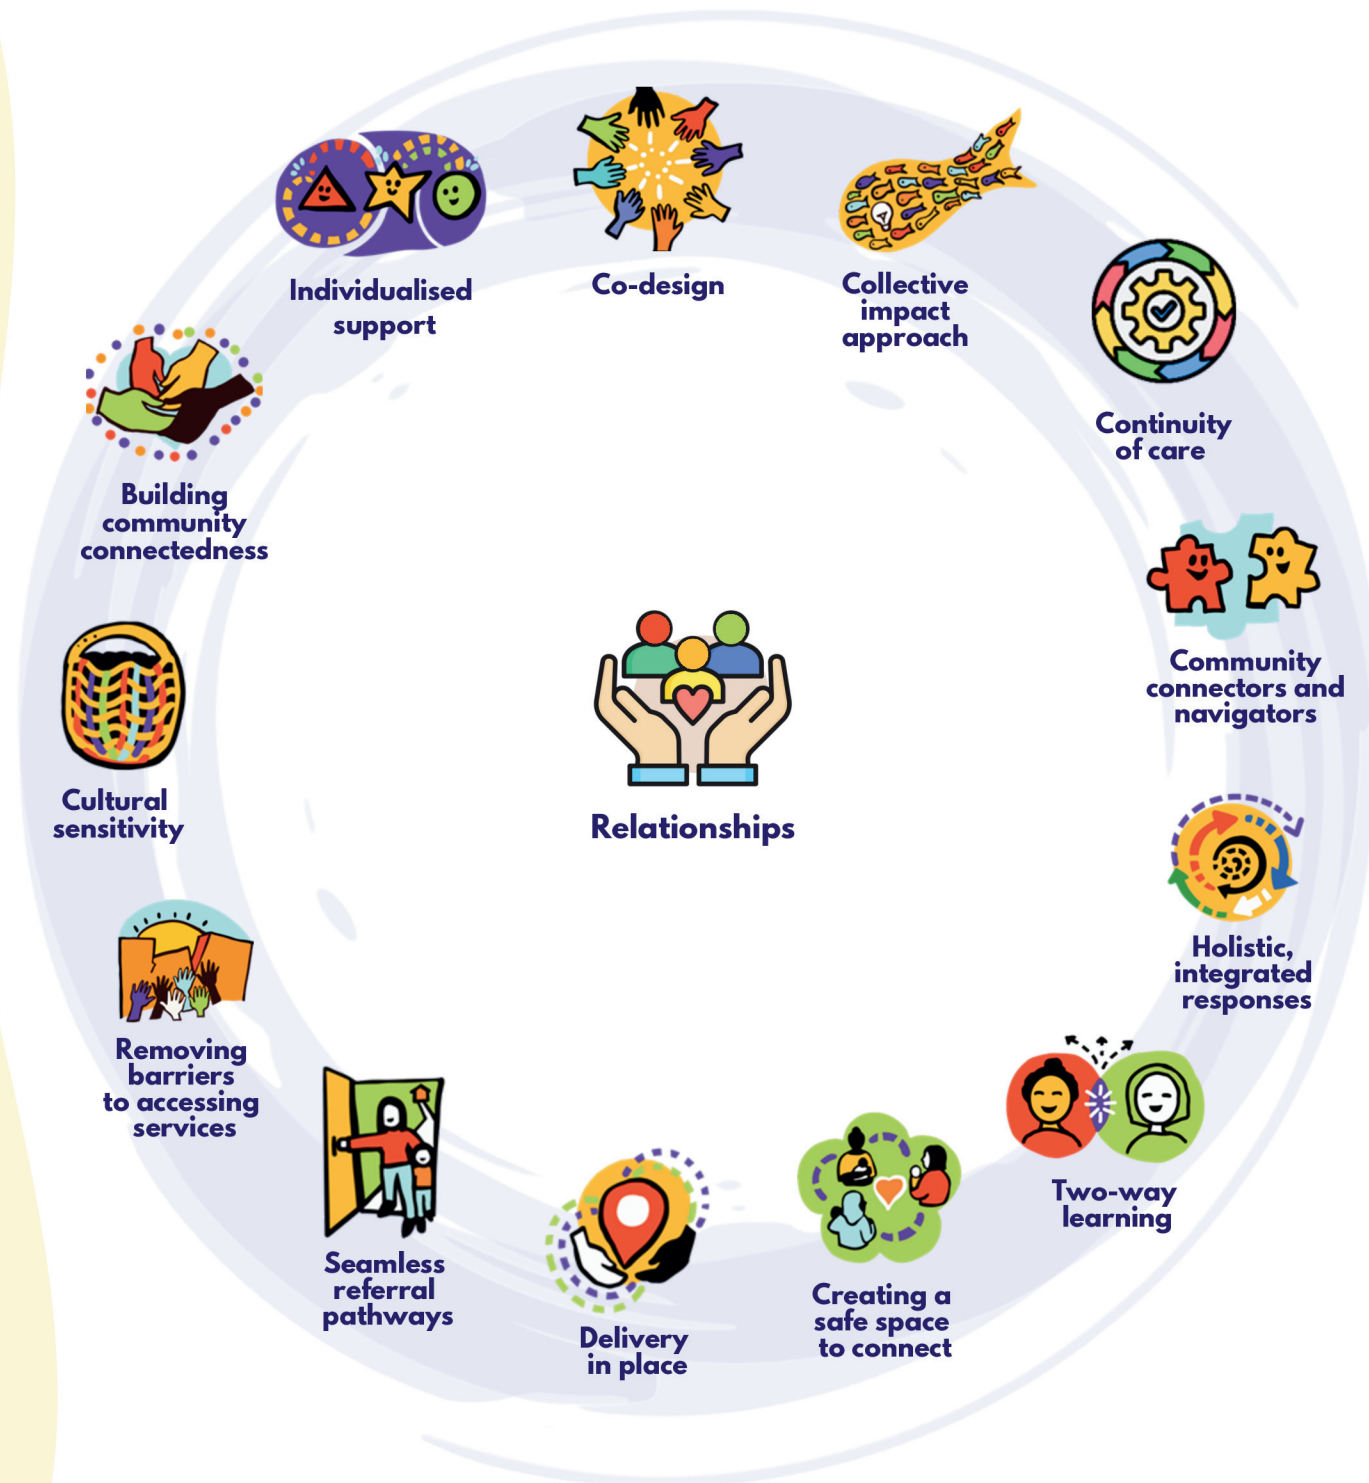 Co-design
Collective
impact
approach
Continuity
of care
Community
connectors and
navigators
Holistic,
integrated
responses
Two-way
learning
Creating a
safe space
to connect
Delivery
in place
Seamless
referral
pathways
Removing
barriers
to accessing
services
Cultural
sensitivity
Building
community
connectedness
Individualised
support
Relationships